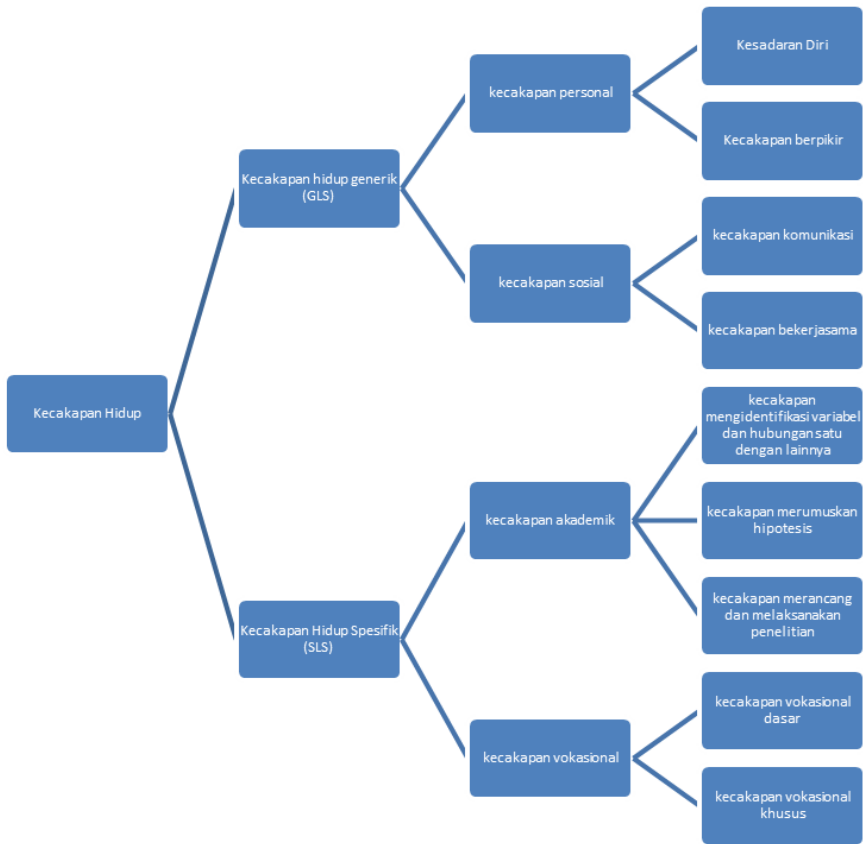 Kecakapan Hidup
Kecakapan hidup generik
(GLS)
kecakapan personal
Kesadaran Diri
Kecakapan berpikir
kecakapan sosial
kecakapan komunikasi
kecakapan bekerjasama
Kecakapan Hidup Spesifik
(SLS)
kecakapan akademik
kecakapan
mengidentifikasi variabel
dan hubungan satu
dengan lainnya
kecakapan merumuskan
hipotesis
kecakapan merancang
dan melaksanakan
penelitian
kecakapan vokasional
kecakapan vokasional
dasar
kecakapan vokasional
khusus